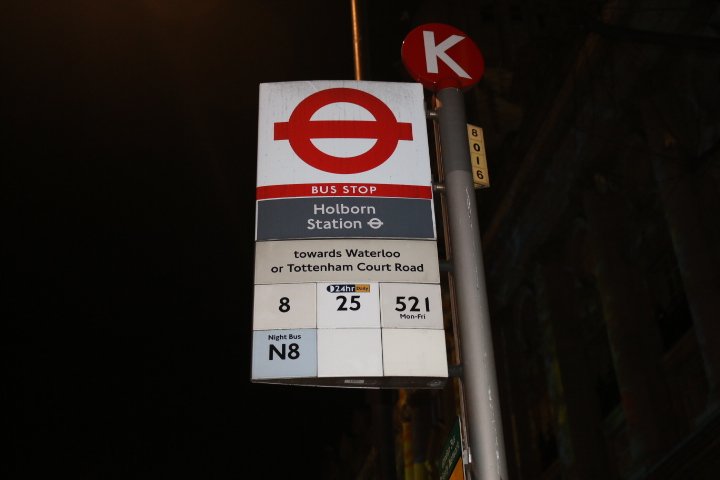 K
8016
BUS STOP
Holborn
Station
towards Waterloo
or Tottenham Court Road
8
24hr daily
25
521
Mon-Fri
Night Bus
N8